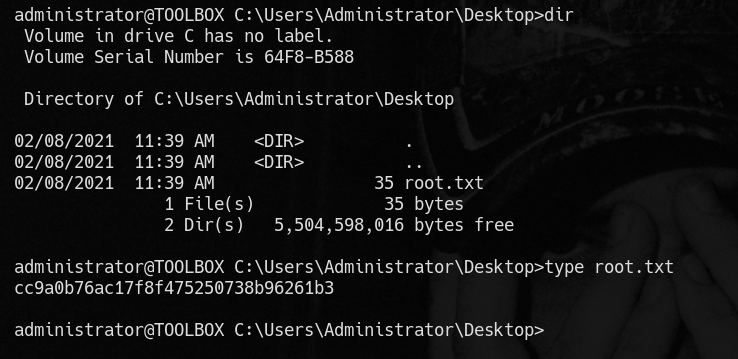 administrator@TOOLBOX C:\Users\Administrator\Desktop>dir
 Volume in drive C has no label.
 Volume Serial Number is 64F8-B588

 Directory of C:\Users\Administrator\Desktop

02/08/2021  11:39 AM    <DIR>          .
02/08/2021  11:39 AM    <DIR>          ..
02/08/2021  11:39 AM                35 root.txt
               1 File(s)             35 bytes
               2 Dir(s)   5,504,598,016 bytes free

administrator@TOOLBOX C:\Users\Administrator\Desktop>type root.txt
cc9a0b76ac17f8f475250738b96261b3

administrator@TOOLBOX C:\Users\Administrator\Desktop>